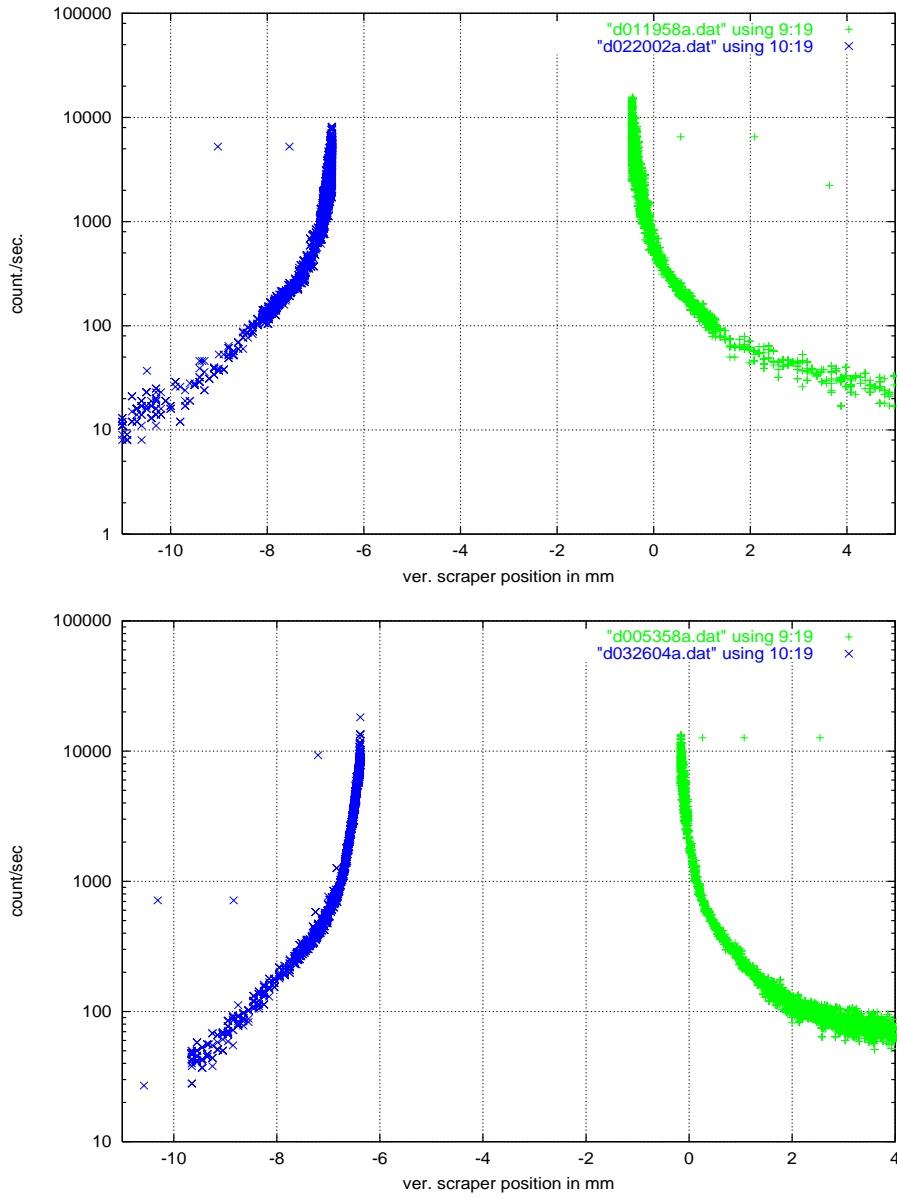 100000
"d011958a.dat" using 9:19
"d022002a.dat" using 10:19
10000
1000
count./sec.
100
10
1
-10 -8 -6 -4 -2 0 2 4
ver. scraper position in mm
100000
"d005358a.dat" using 9:19
"d032604a.dat" using 10:19
10000
1000
count/sec
100
10
-10 -8 -6 -4 -2 0 2 4
ver. scraper position in mm